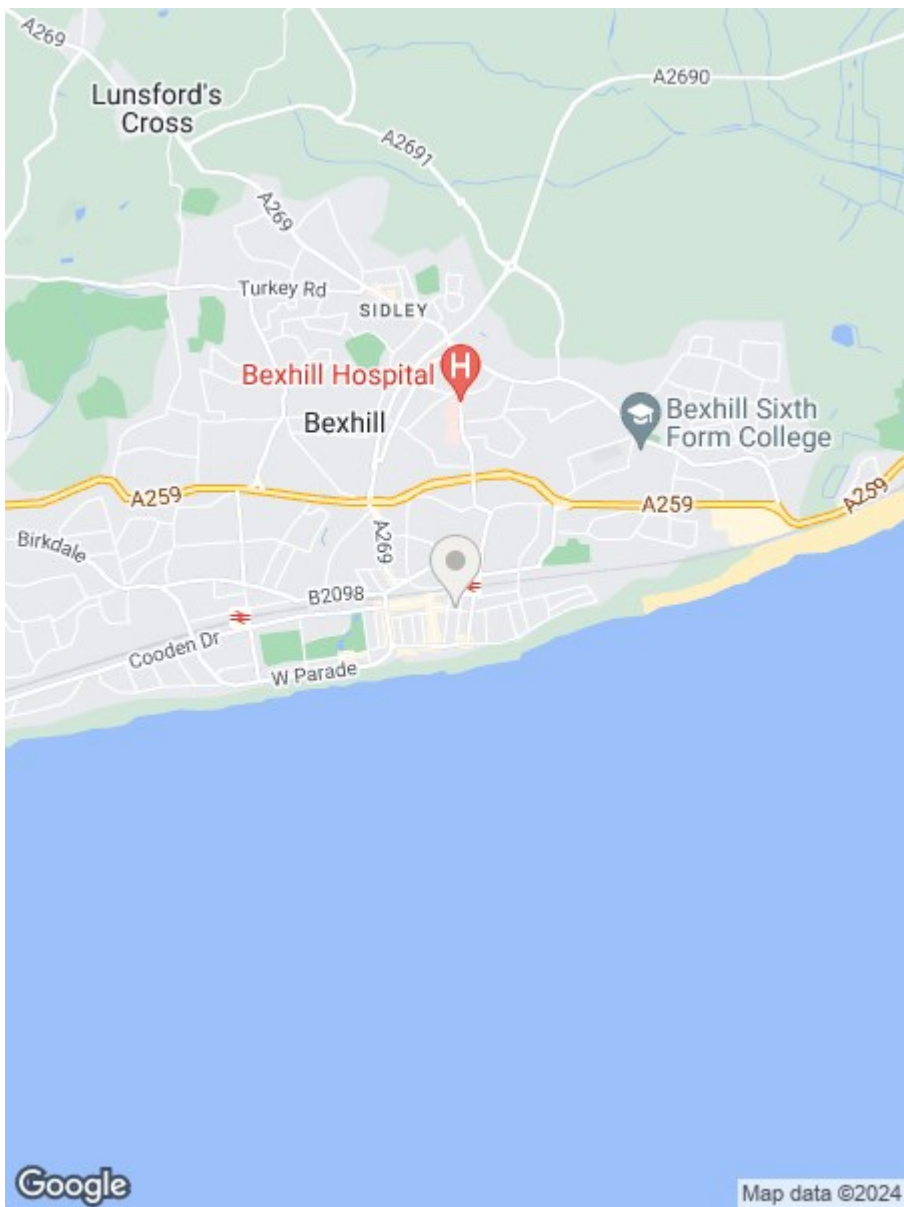 A269
A2690
Lunsford's
Cross
A2691
A269
Turkey Rd
SIDLEY
H
Bexhill Hospital
Bexhill
Bexhill Sixth
Form College
A259
A259
A259
Birkdale
A269
B2098
Cooden Dr
W Parade
Google
Map data ©2024